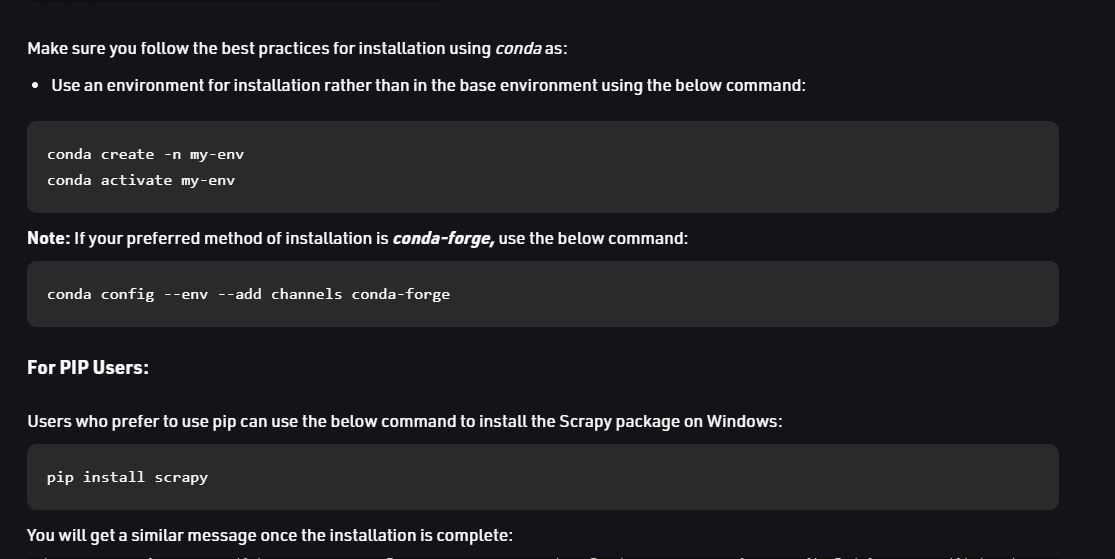 Make sure you follow the best practices for installation using conda as:
• Use an environment for installation rather than in the base environment using the below command:
conda create -n my-env
conda activate my-env
Note: If your preferred method of installation is conda-forge, use the below command:
conda config --env --add channels conda-forge
For PIP Users:
Users who prefer to use pip can use the below command to install the Scrapy package on Windows:
pip install scrapy
You will get a similar message once the installation is complete: